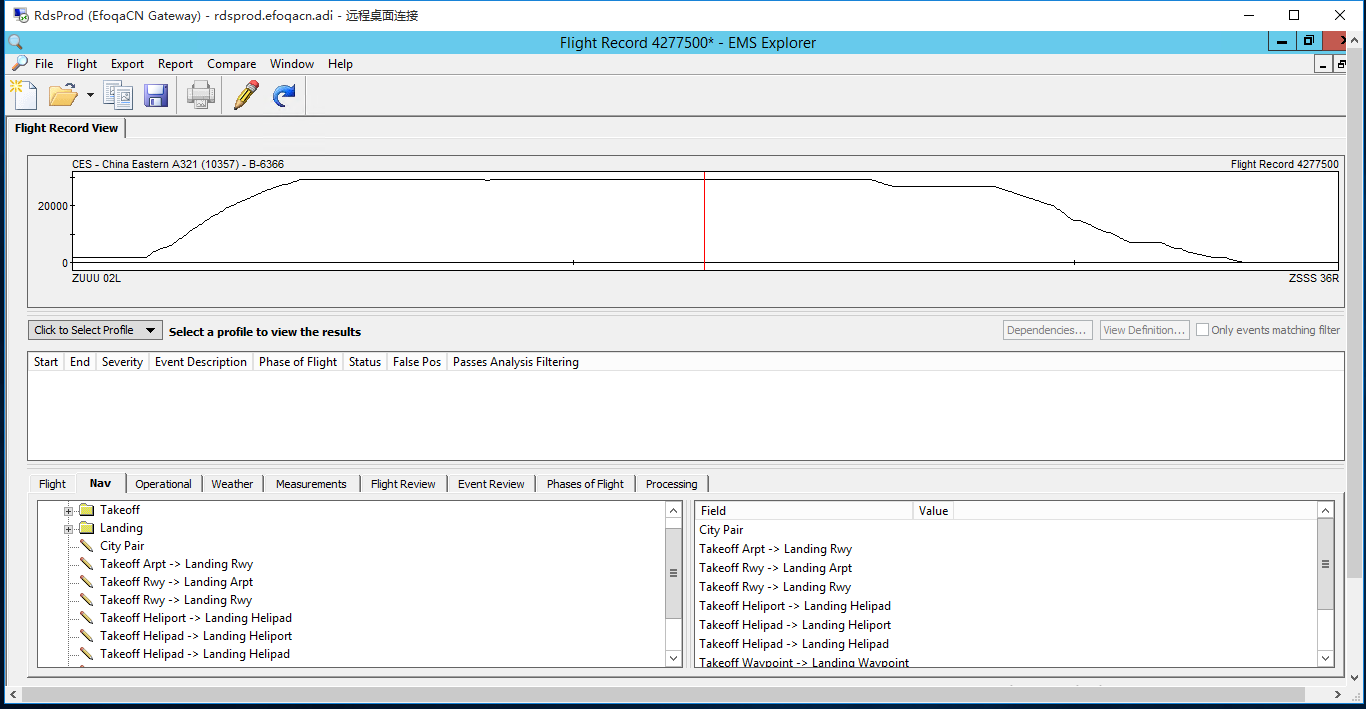 RdsProd (EfoqaCN Gateway) - rdsprod.efoqacn.adi - 远程桌面连接
Flight Record 4277500* - EMS Explorer
File Flight Export Report Compare Window Help
Flight Record View
CES - China Eastern A321 (10357) - B-6366 Flight Record 4277500
20000
0
ZUUU 02L ZSSS 36R
Click to Select Profile Select a profile to view the results Dependencies... View Definition... Only events matching filter
Start End Severity Event Description Phase of Flight Status False Pos Passes Analysis Filtering
Flight Nav Operational Weather Measurements Flight Review Event Review Phases of Flight Processing
Takeoff
Landing
City Pair
Takeoff Arpt -> Landing Rwy
Takeoff Rwy -> Landing Arpt
Takeoff Rwy -> Landing Rwy
Takeoff Heliport -> Landing Helipad
Takeoff Helipad -> Landing Heliport
Takeoff Helipad -> Landing Helipad
Field Value
City Pair
Takeoff Arpt -> Landing Rwy
Takeoff Rwy -> Landing Arpt
Takeoff Rwy -> Landing Rwy
Takeoff Heliport -> Landing Helipad
Takeoff Helipad -> Landing Heliport
Takeoff Helipad -> Landing Helipad
Takeoff Waypoint -> Landing Waypoint